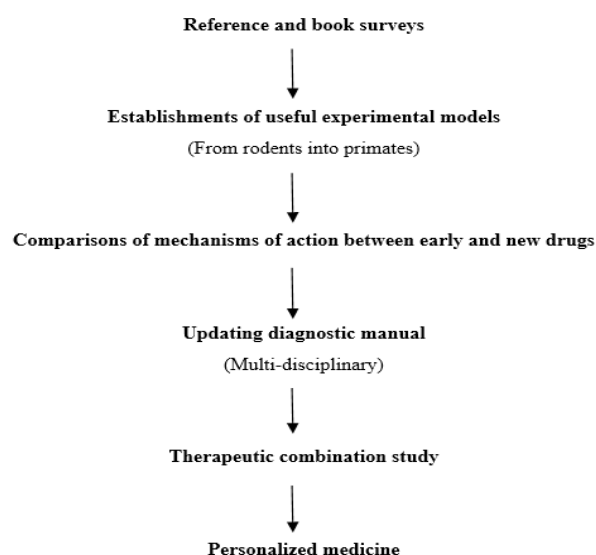 Reference and book surveys
Establishments of useful experimental models
(From rodents into primates)
Comparisons of mechanisms of action between early and new drugs
Updating diagnostic manual
(Multi-disciplinary)
Therapeutic combination study
Personalized medicine